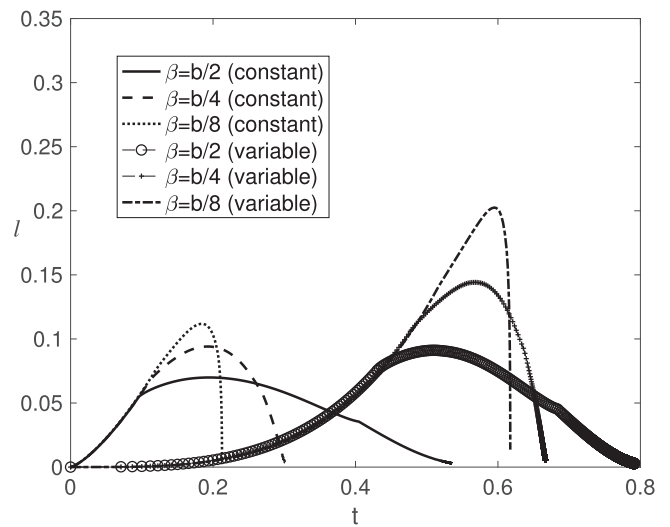 0.35
0.3
0.25
0.2
0.15
0.1
0.05
0
l
β=b/2 (constant)
β=b/4 (constant)
β=b/8 (constant)
β=b/2 (variable)
β=b/4 (variable)
β=b/8 (variable)
0 0.2 0.4 0.6 0.8
t